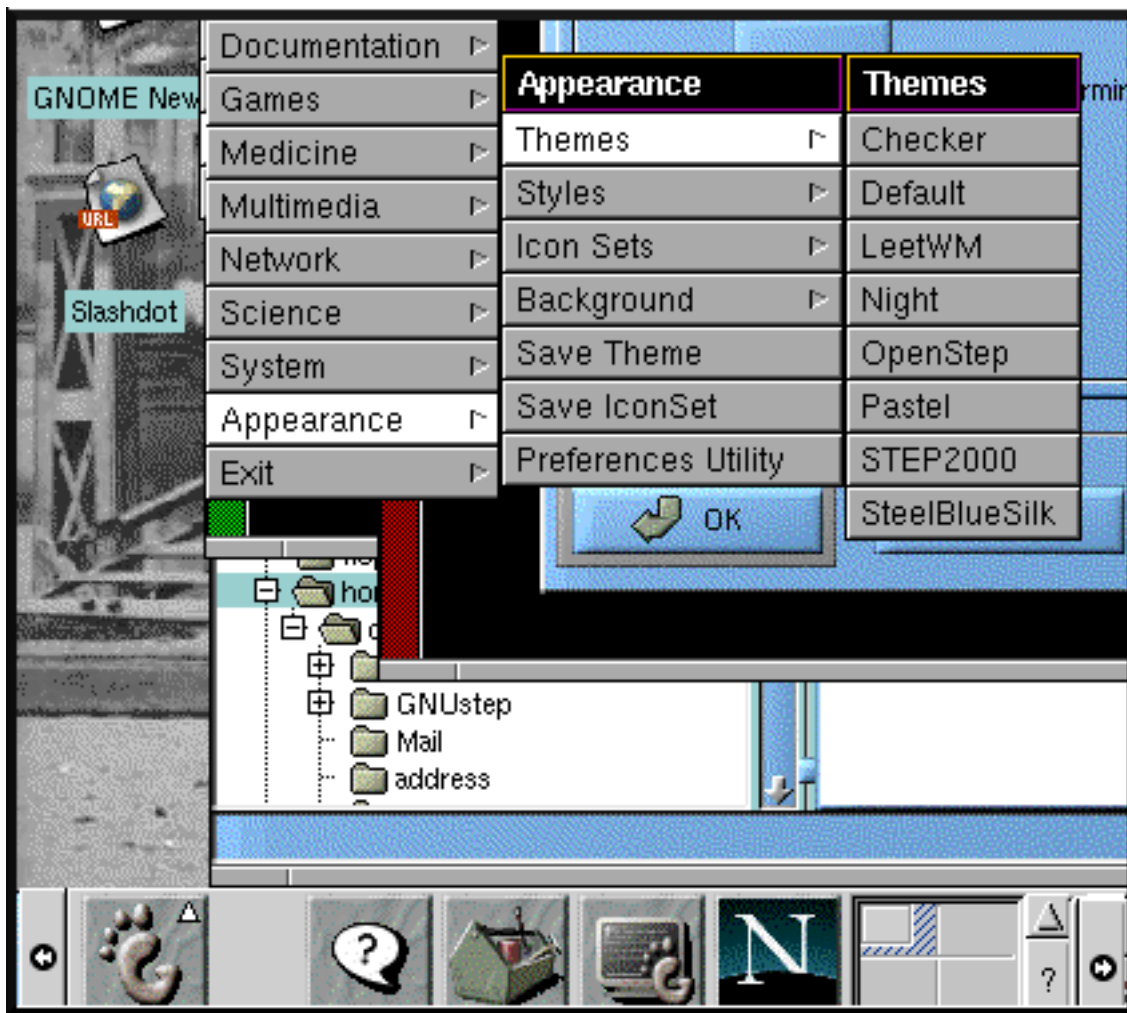 Documentation
Games
Medicine
Multimedia
Network
Science
System
Appearance
Exit
Appearance
Themes
Styles
Icon Sets
Background
Save Theme
Save IconSet
Preferences Utility
Themes
Checker
Default
LeetWM
Night
OpenStep
Pastel
STEP2000
SteelBlueSilk
GNOME New
URL
Slashdot
OK
GNUstep
Mail
address
?
N
?